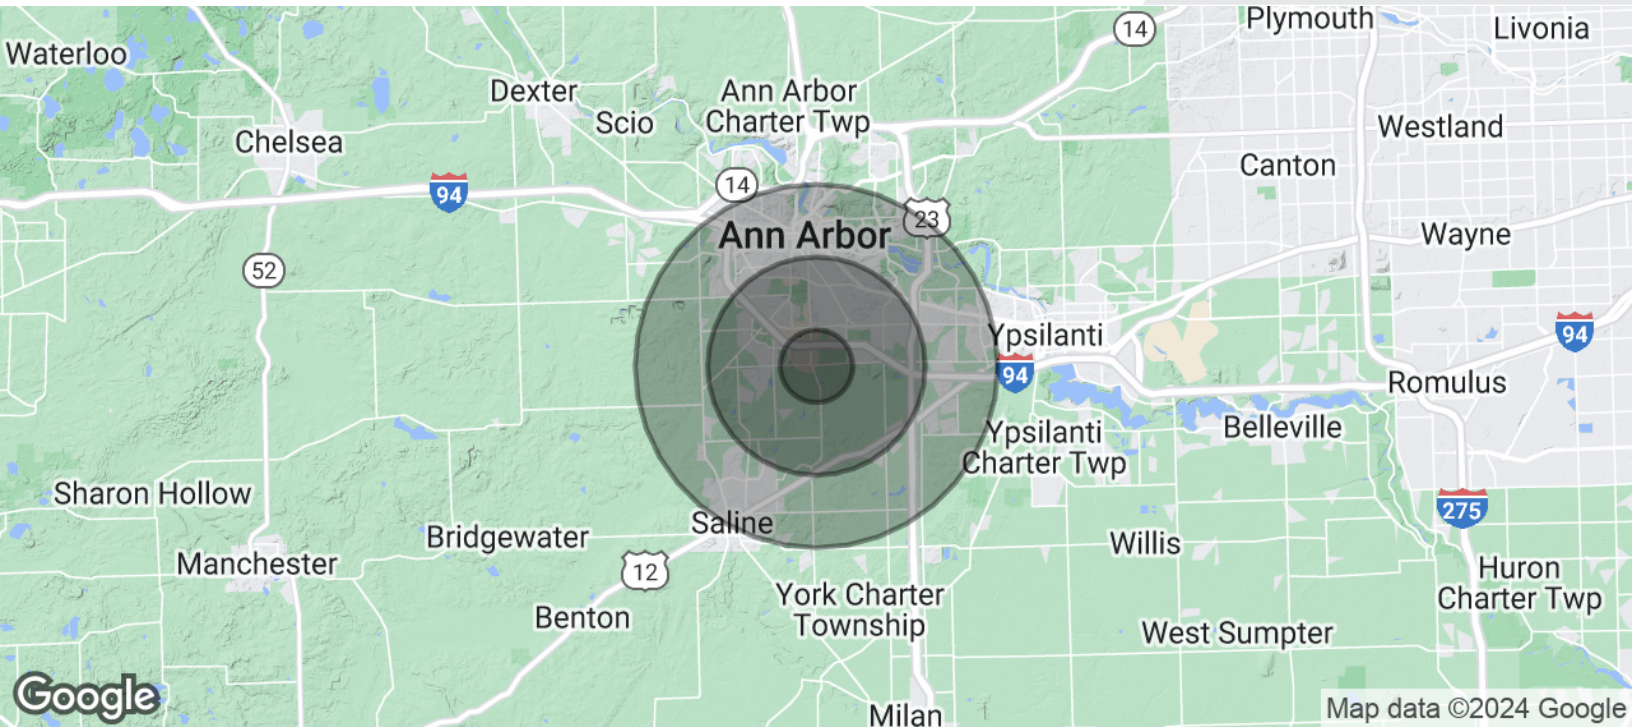 Plymouth
Livonia
14
Waterloo
Dexter
Ann Arbor
Charter Twp
Scio
Westland
Chelsea
Canton
14
94
23
Ann Arbor
Wayne
52
Ypsilanti
94
94
Romulus
Belleville
Ypsilanti
Charter Twp
Sharon Hollow
275
Saline
Bridgewater
Willis
Manchester
12
Huron
Charter Twp
York Charter
Township
Benton
West Sumpter
Google
Milan
Map data ©2024 Google